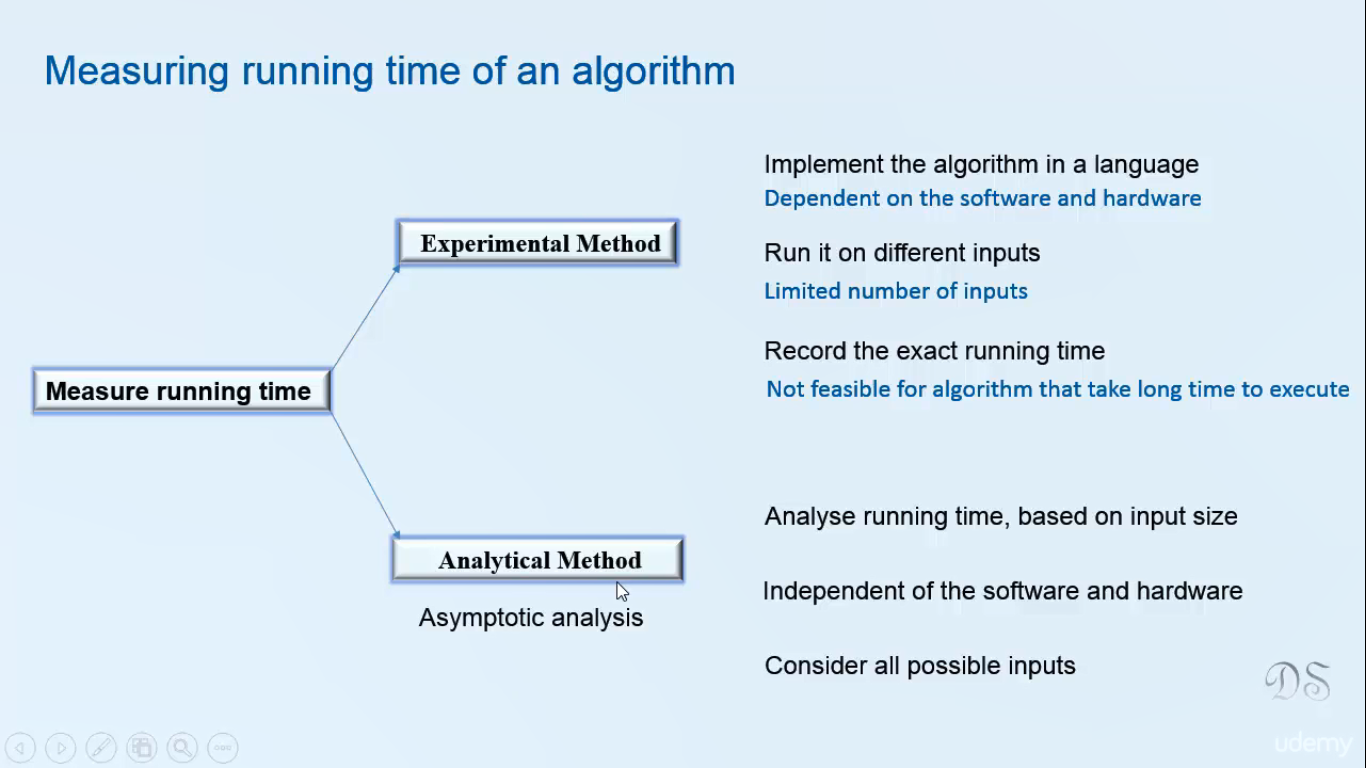 Measuring running time of an algorithm
Implement the algorithm in a language
Dependent on the software and hardware
Experimental Method
Run it on different inputs
Limited number of inputs
Record the exact running time
Not feasible for algorithm that take long time to execute
Measure running time
Analyse running time, based on input size
Analytical Method
Independent of the software and hardware
Asymptotic analysis
Consider all possible inputs
DS
udemy